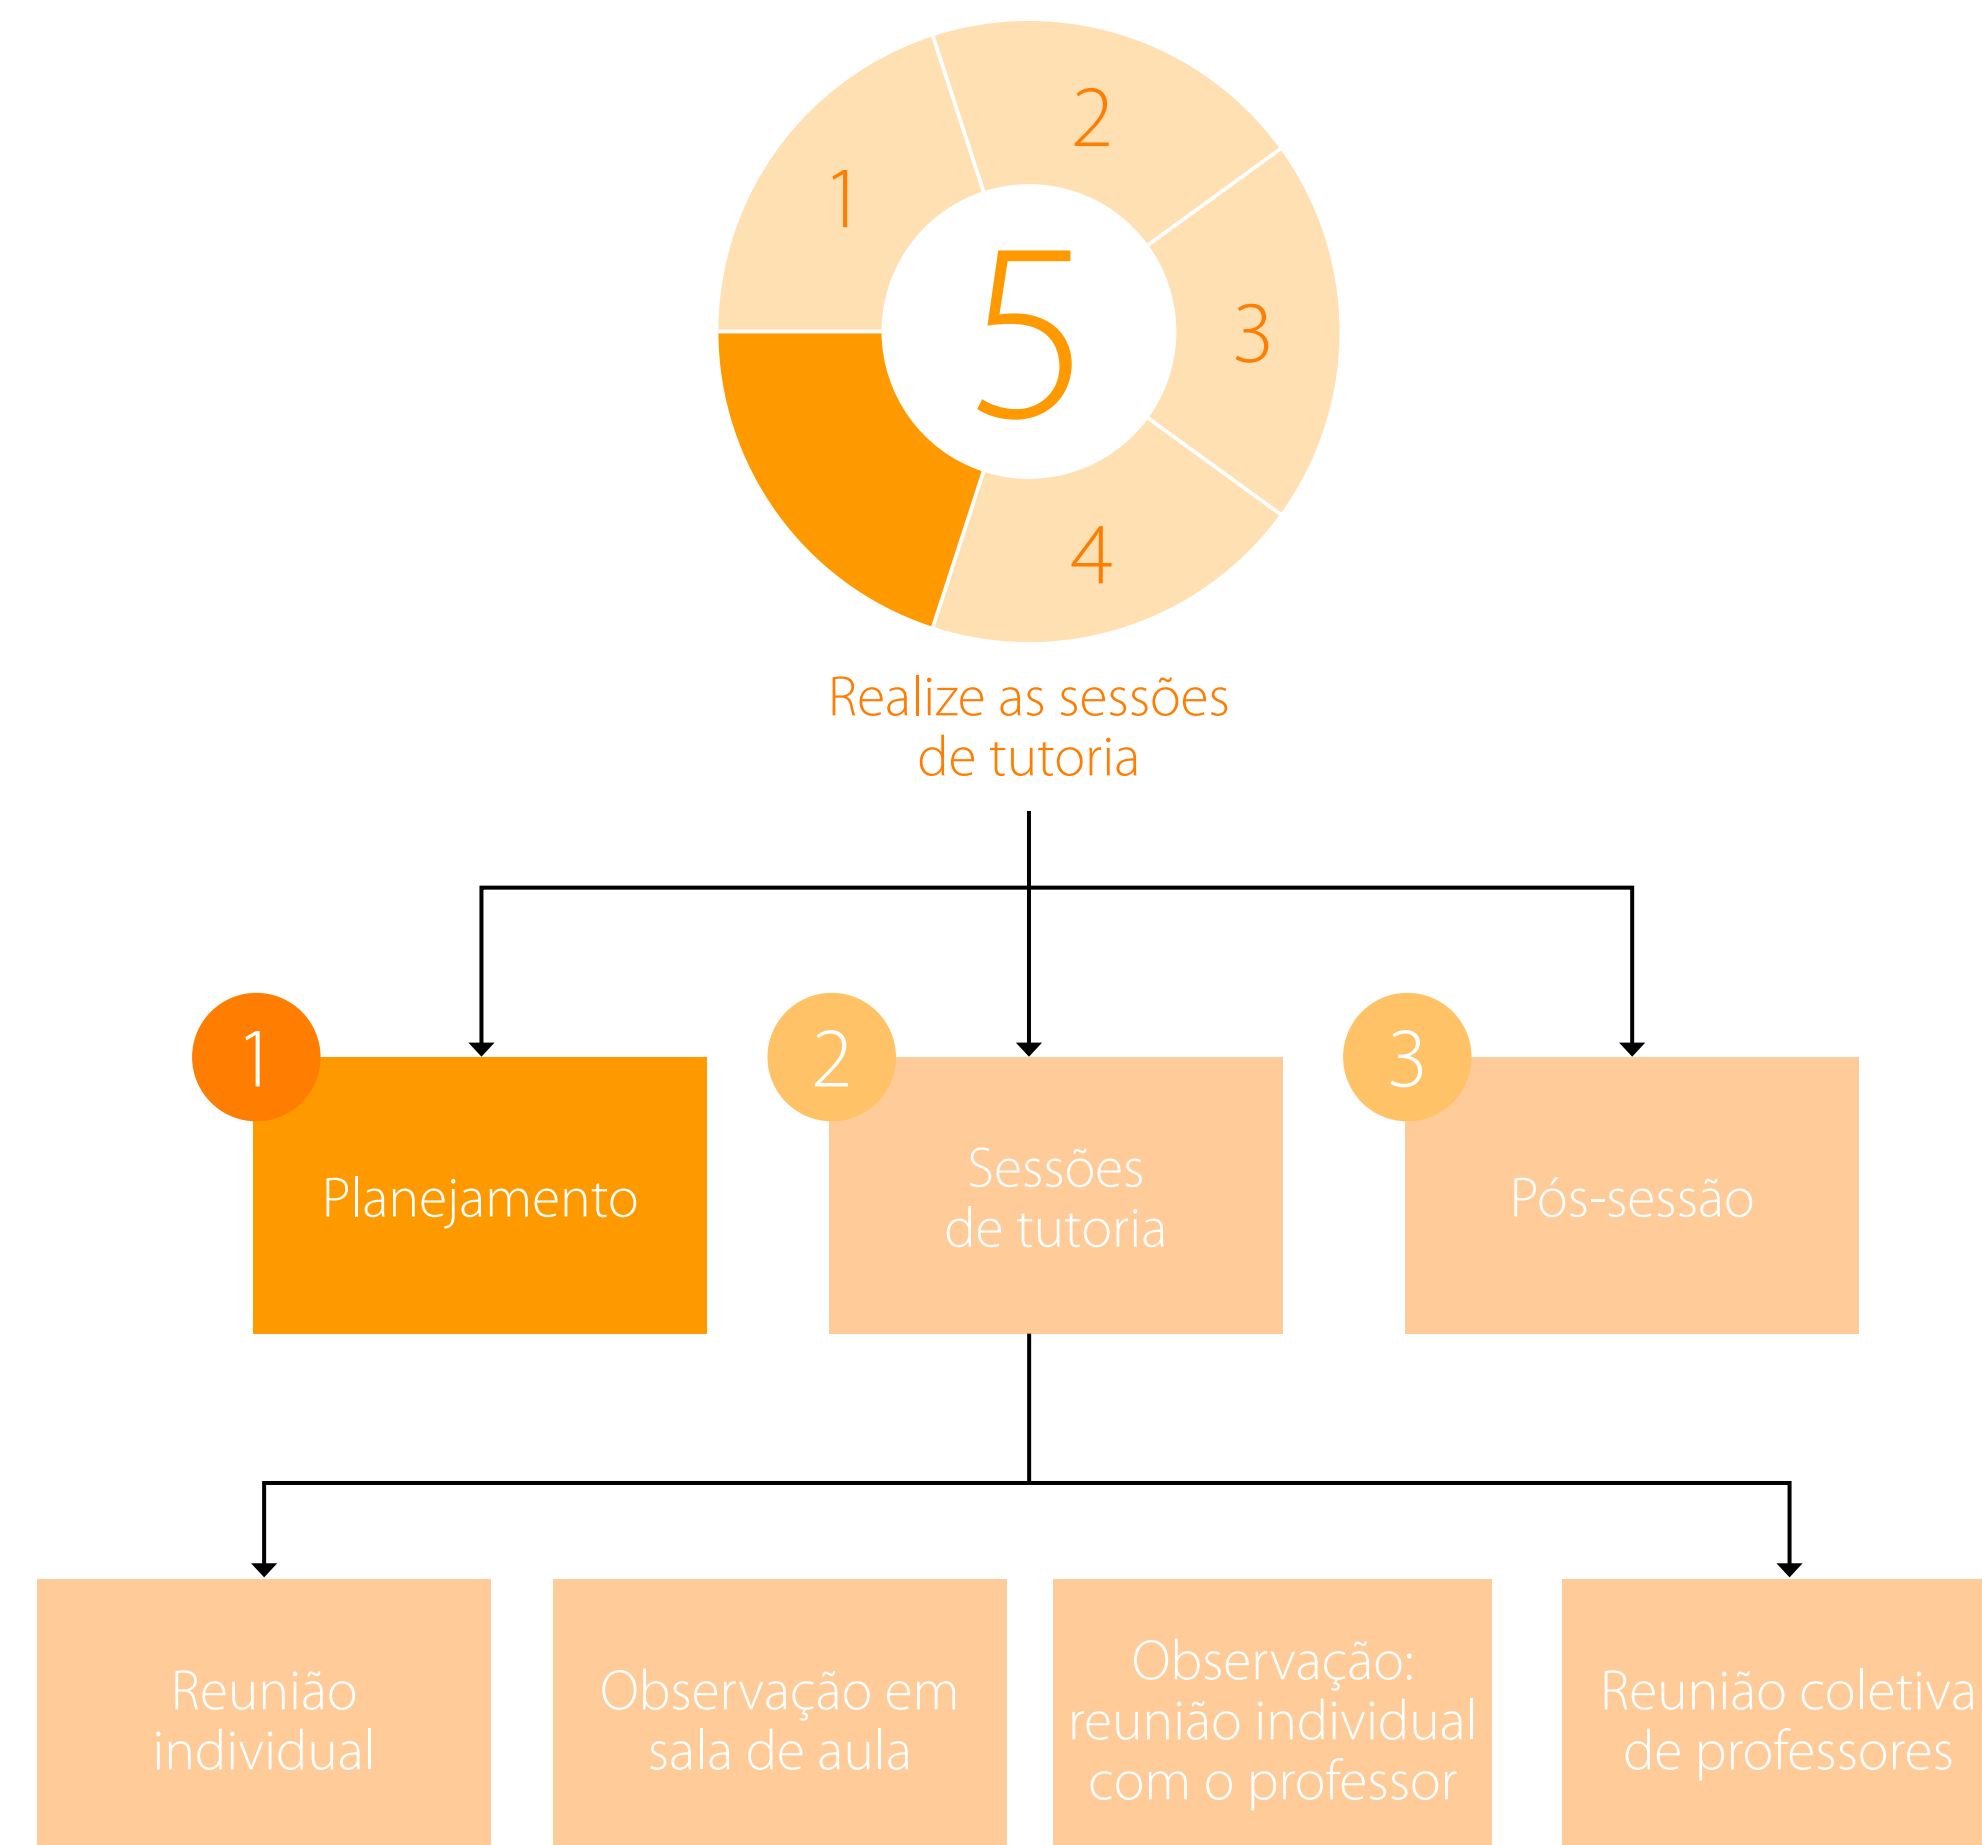 1
2
3
4
5
Realize as sessões
de tutoria
1
Planejamento
2
Sessões
de tutoria
3
Pós-sessão
Reunião
individual
Observação em
sala de aula
Observação:
reunião individual
com o professor
Reunião coletiva
de professores